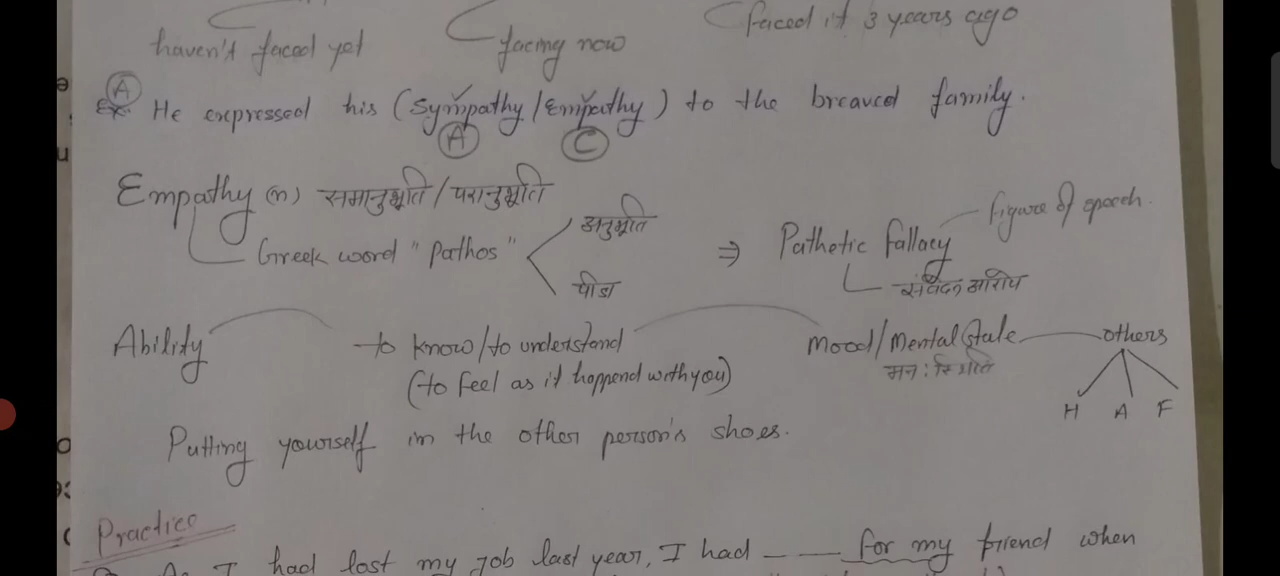 haven't faced yet facing now faced it 3 years ago
A
Ex. He expressed his (Sympathy/Empathy) to the breaved family.
A C
Empathy (n) समानुभूति/परानुभूति
Greek word "Pathos" अनुभूति पीडा ⇒ Pathetic fallacy figure of speech.
संवेदन आरोप
Ability to know/to understand Mood/Mental State others
(to feel as it happend with you) मन: स्थिति
H A F
Putting yourself in the other person's shoes.
Practice
I had lost my job last year, I had for my friend when